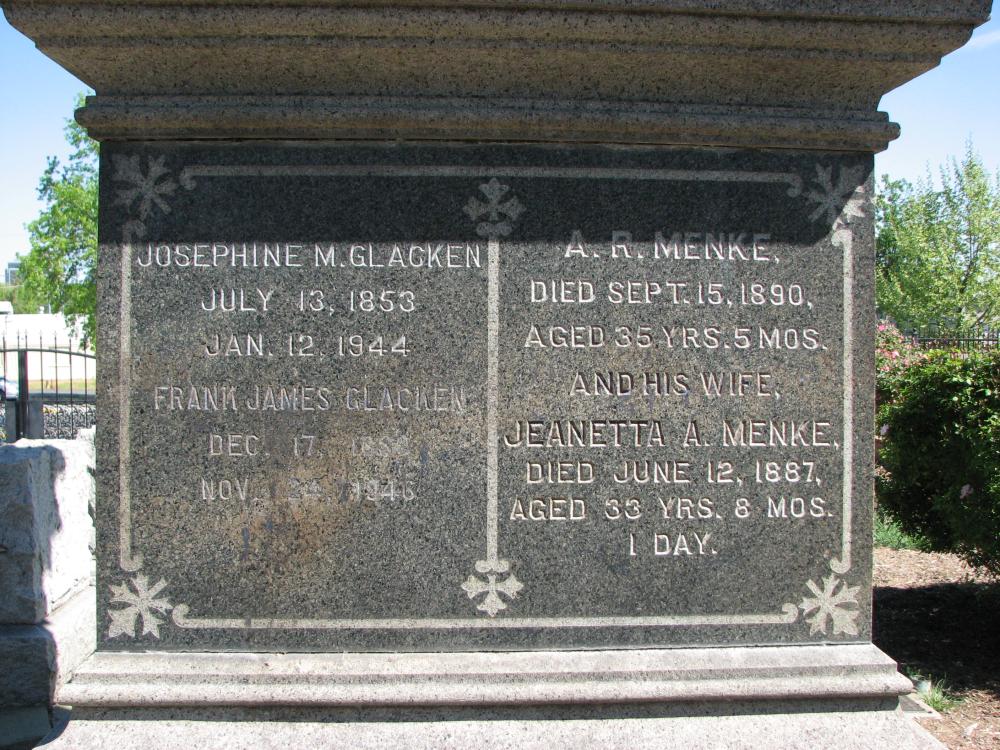 JOSEPHINE M. GLACKEN
JULY 13, 1853
JAN. 12, 1944
FRANK JAMES GLACKEN
DEC. 17,
NOV. 24, 1946
A. R. MENKE,
DIED SEPT. 15, 1890,
AGED 35 YRS. 5 MOS.
AND HIS WIFE,
JEANETTA A. MENKE,
DIED JUNE 12, 1887,
AGED 33 YRS. 8 MOS.
1 DAY.